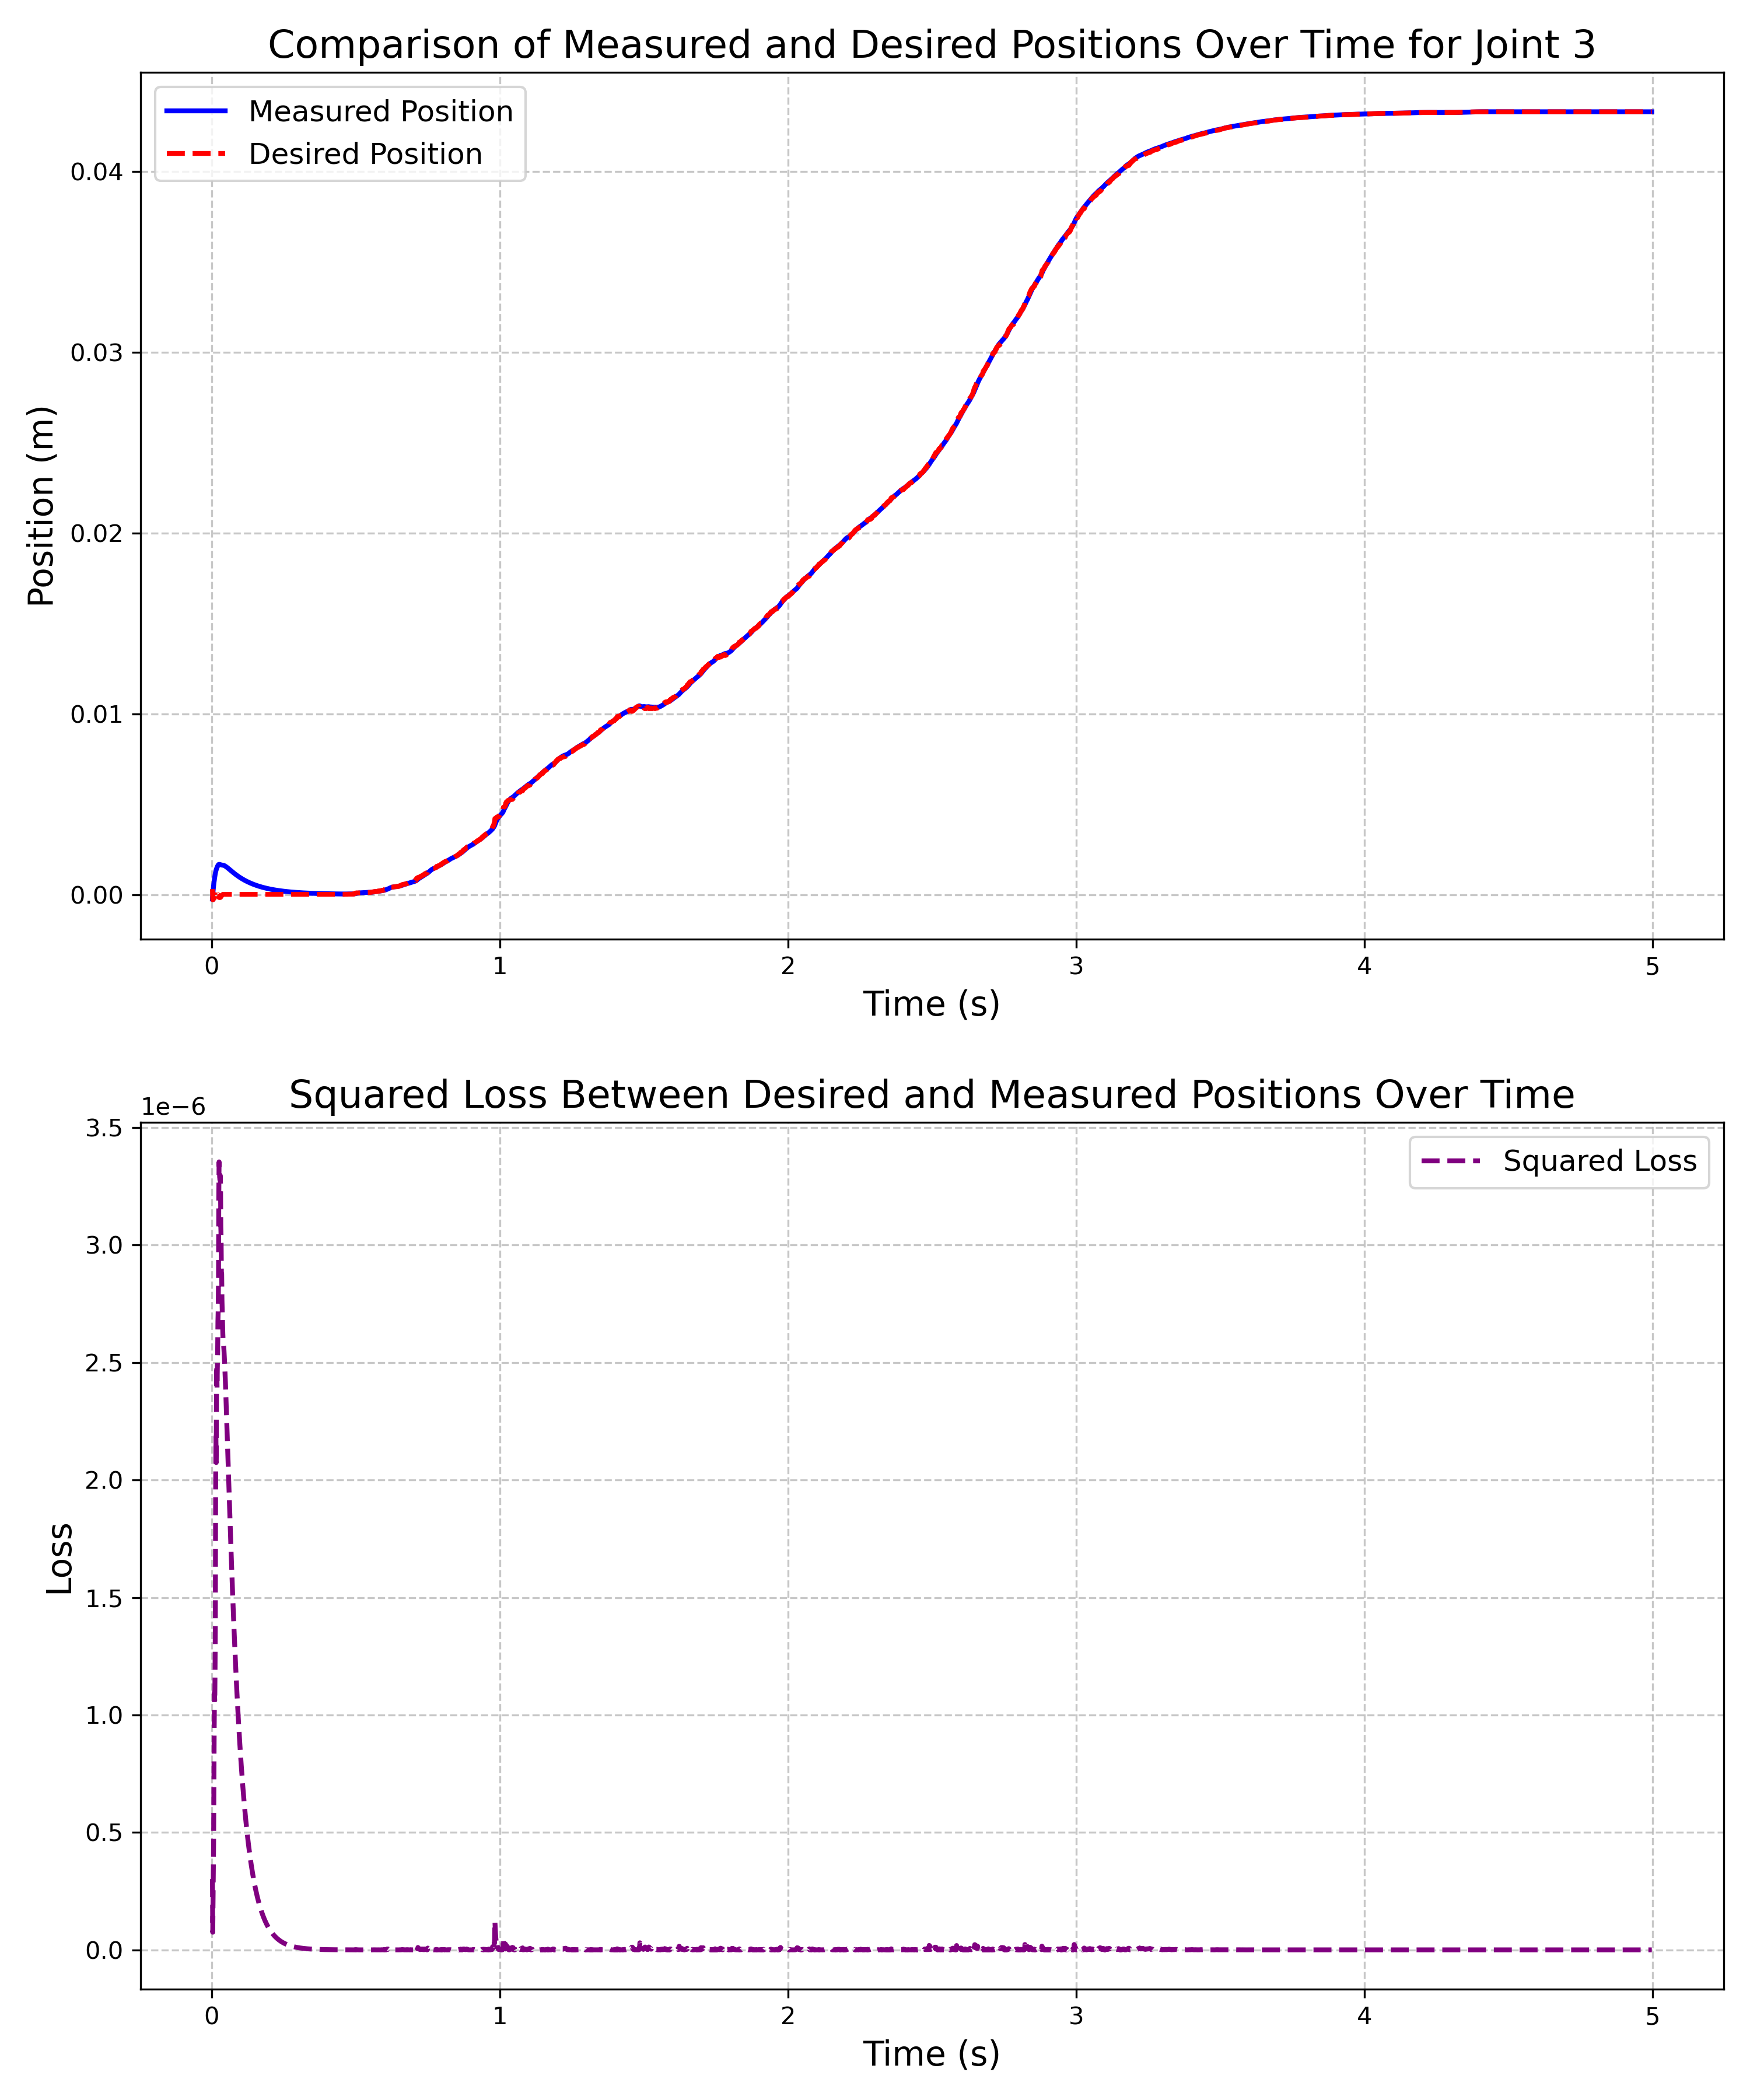 Comparison of Measured and Desired Positions Over Time for Joint 3
Measured Position
Desired Position
Position (m)
0.04
0.03
0.02
0.01
0.00
0 1 2 3 4 5
Time (s)
Squared Loss Between Desired and Measured Positions Over Time
1e−6
Squared Loss
Loss
3.5
3.0
2.5
2.0
1.5
1.0
0.5
0.0
0 1 2 3 4 5
Time (s)